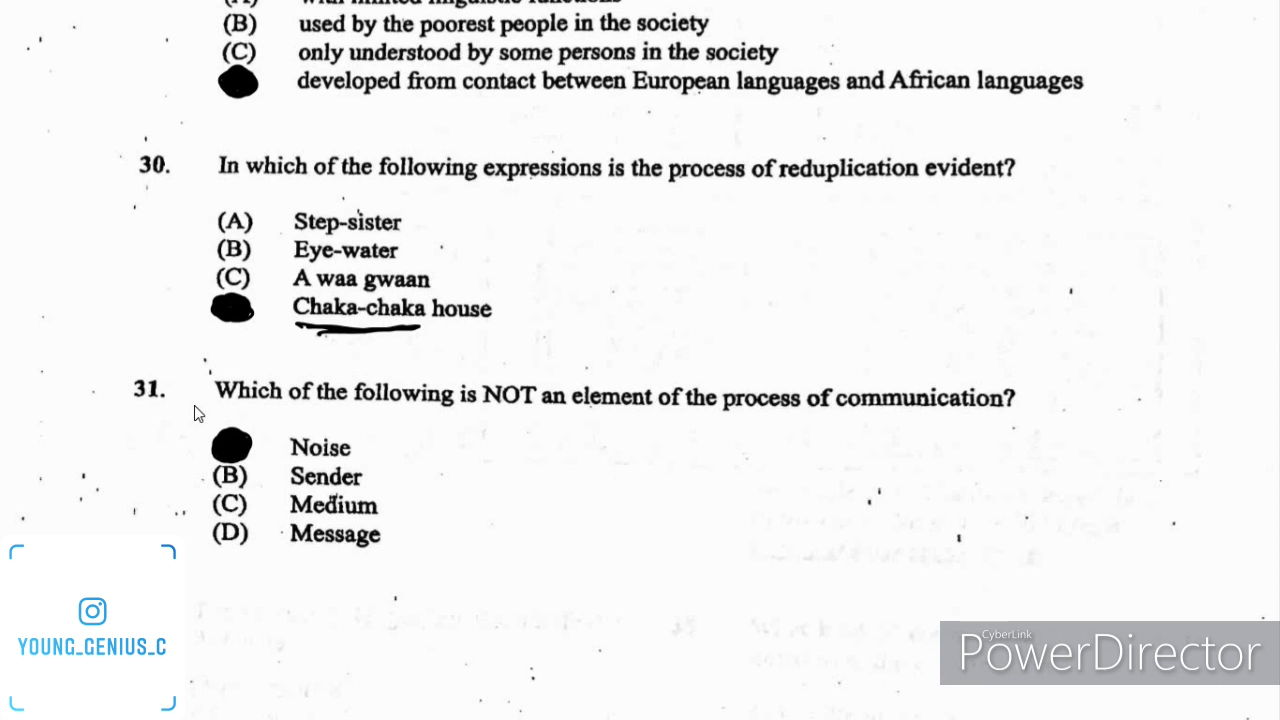 (B) used by the poorest people in the society
(C) only understood by some persons in the society
developed from contact between European languages and African languages
30. In which of the following expressions is the process of reduplication evident?
(A) Step-sister
(B) Eye-water
(C) A waa gwaan
Chaka-chaka house
31. Which of the following is NOT an element of the process of communication?
Noise
(B) Sender
(C) Medium
(D) Message
YOUNG_GENIUS_C
CyberLink
PowerDirector